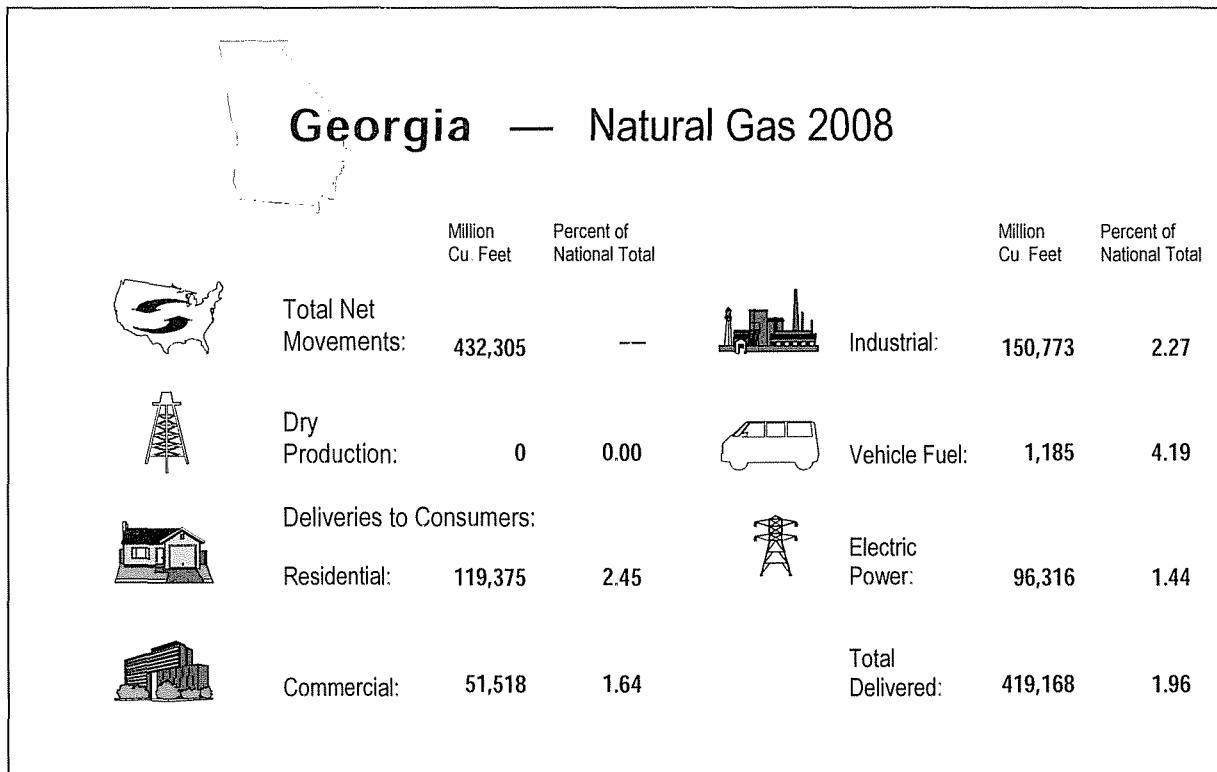 Georgia — Natural Gas 2008
Million Cu. Feet
Percent of National Total
Total Net Movements: 432,305 --
Dry Production: 0 0.00
Deliveries to Consumers:
Residential: 119,375 2.45
Commercial: 51,518 1.64
Million Cu. Feet
Percent of National Total
Industrial: 150,773 2.27
Vehicle Fuel: 1,185 4.19
Electric Power: 96,316 1.44
Total Delivered: 419,168 1.96